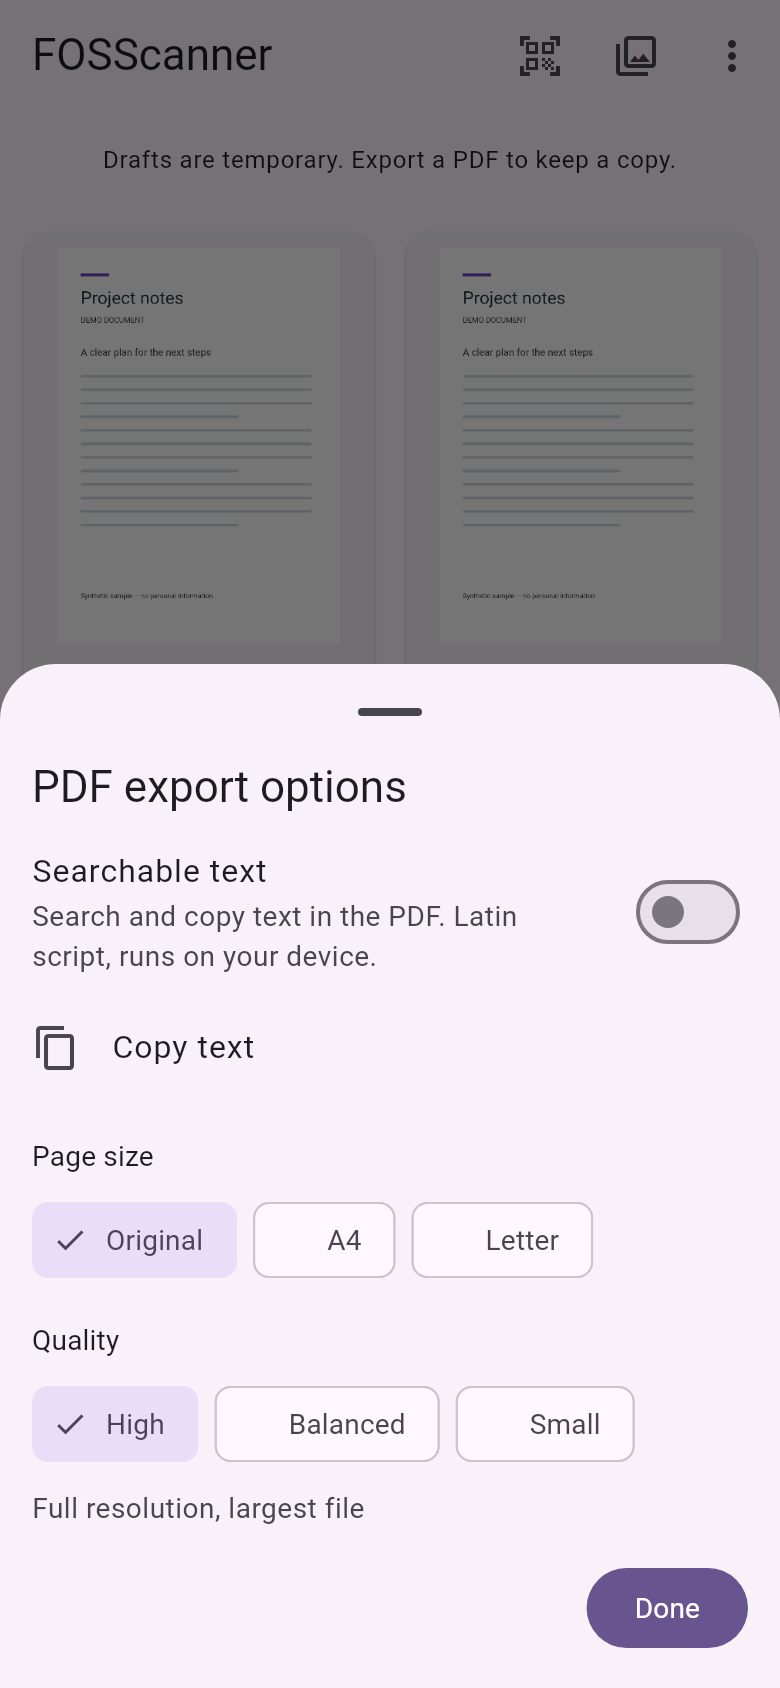 FOSScanner
Drafts are temporary. Export a PDF to keep a copy.
Project notes
DEMO DOCUMENT
A clear plan for the next steps
Synthetic sample — no personal information
Project notes
DEMO DOCUMENT
A clear plan for the next steps
Synthetic sample — no personal information
PDF export options
Searchable text
Search and copy text in the PDF. Latin
script, runs on your device.
Copy text
Page size
Original A4 Letter
Quality
High Balanced Small
Full resolution, largest file
Done